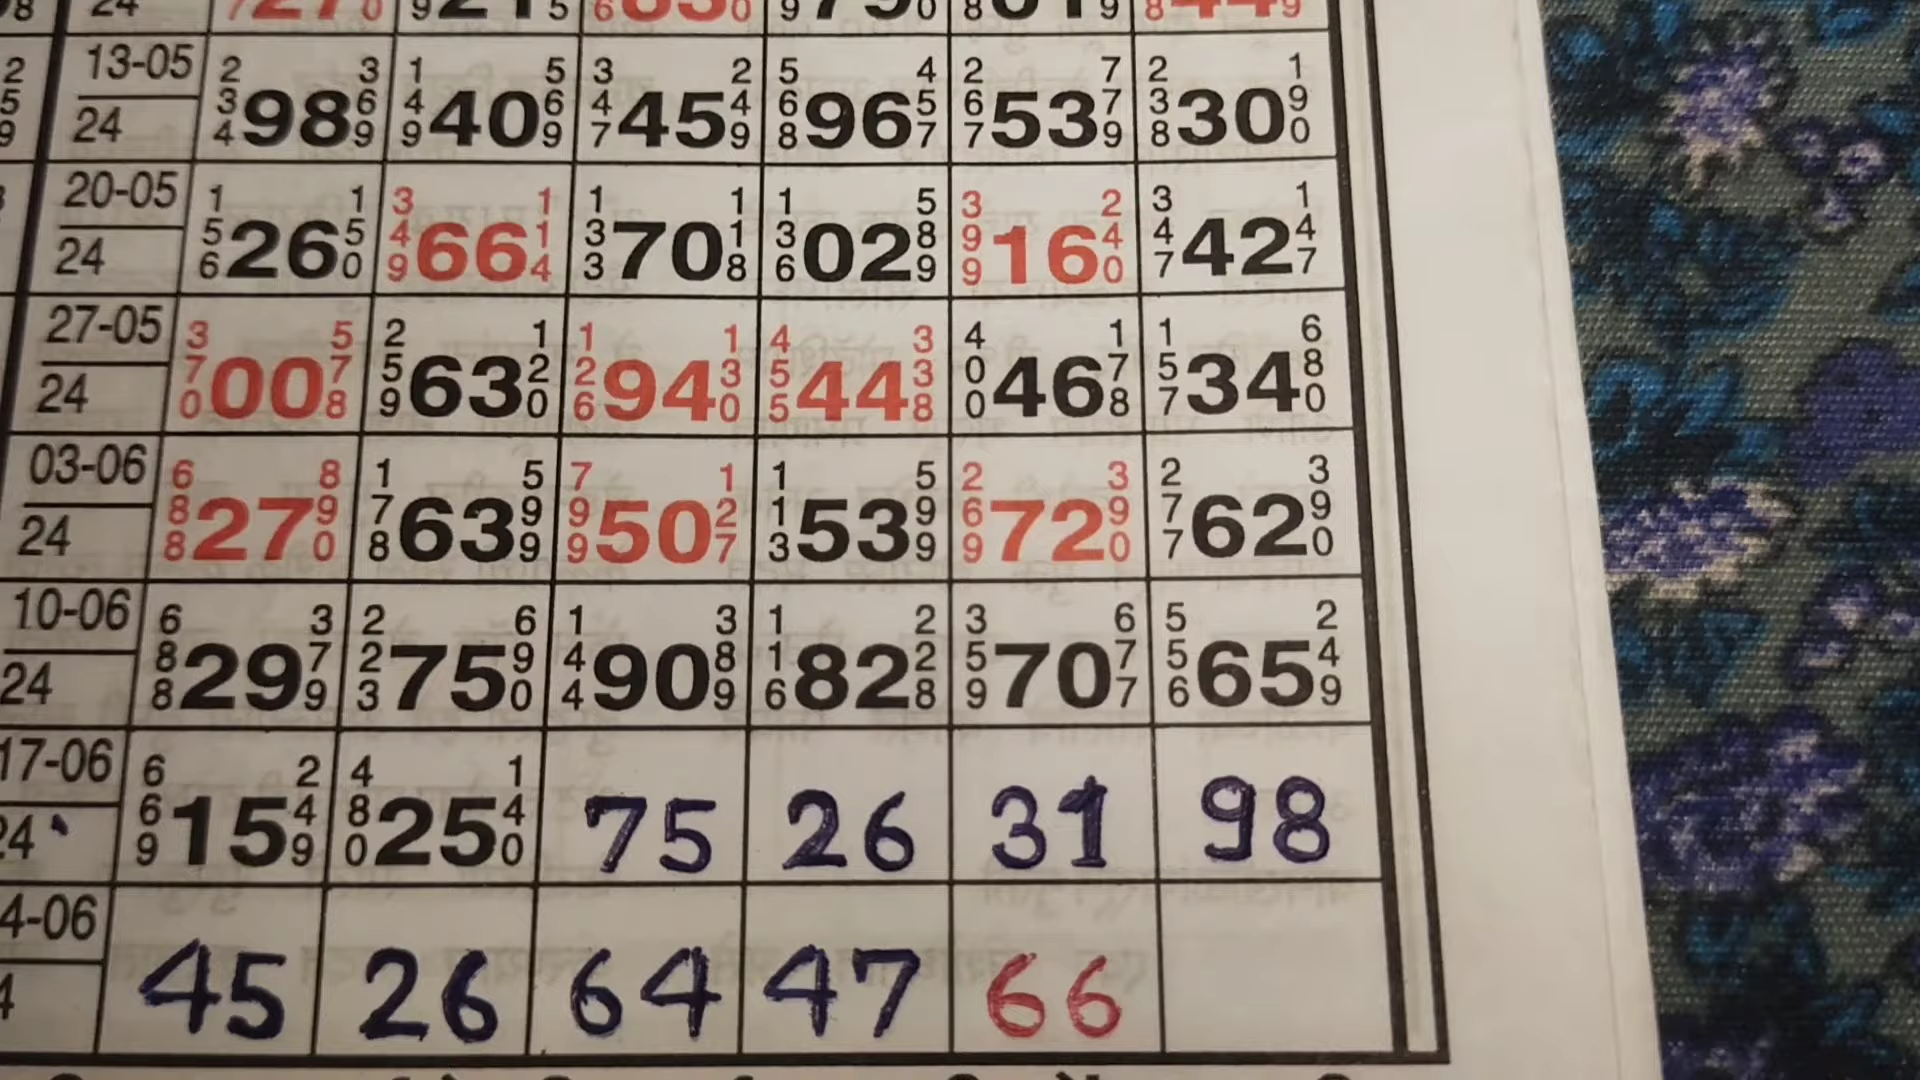 13-05 2 3 1 5 3 2 5 4 2 7 2 1
3 98 6 4 40 6 4 45 4 6 96 5 6 53 7 3 30 9
24 4 9 9 9 7 9 8 7 7 9 8 0
20-05 1 1 3 1 1 1 1 5 3 2 3 1
5 26 5 4 66 1 3 70 1 3 02 8 9 16 4 4 42 4
24 6 0 9 4 3 8 6 9 9 0 7 7
27-05 3 5 2 1 1 1 4 3 4 1 1 6
7 00 7 5 63 2 2 94 3 5 44 3 0 46 7 5 34 8
24 0 8 9 0 6 0 5 8 0 8 7 0
03-06 6 8 1 5 7 1 1 5 2 3 2 3
8 27 9 7 63 9 9 50 2 1 53 9 6 72 9 7 62 9
24 8 0 8 9 9 7 3 9 9 0 7 0
10-06 6 3 2 6 1 3 1 2 3 6 5 2
8 29 7 2 75 9 4 90 8 1 82 2 5 70 7 5 65 4
24 8 9 3 0 4 9 6 8 9 7 6 9
17-06 6 2 4 1
6 15 4 8 25 4 75 26 31 98
24 9 9 0 0
4-06
45 26 64 47 66
4